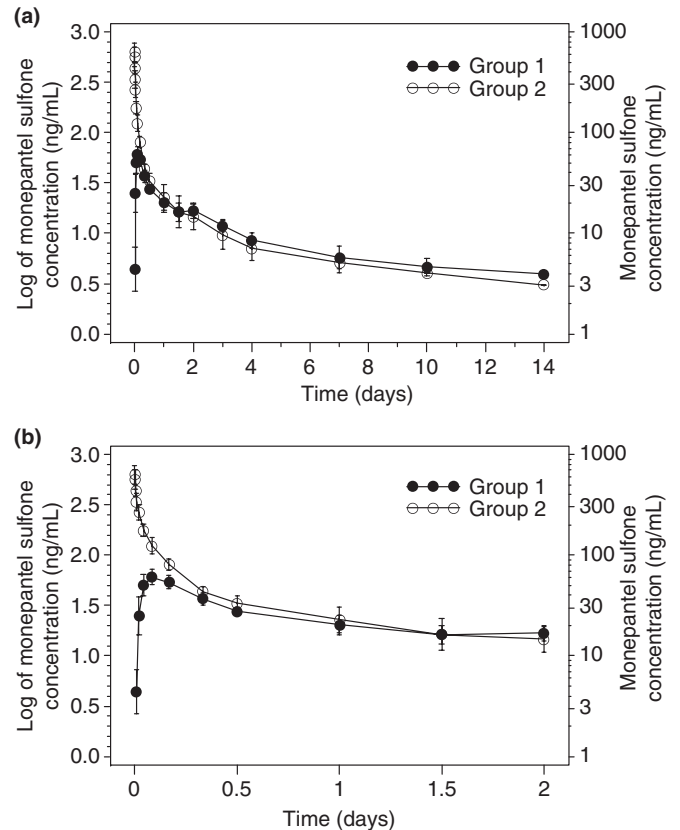 (a)
Log of monepantel sulfone
concentration (ng/mL)
3.0
2.5
2.0
1.5
1.0
0.5
0.0
Group 1
Group 2
1000
300
100
30
10
3
1
Monepantel sulfone
concentration (ng/mL)
0 2 4 6 8 10 12 14
Time (days)
(b)
Log of monepantel sulfone
concentration (ng/mL)
3.0
2.5
2.0
1.5
1.0
0.5
0.0
Group 1
Group 2
1000
300
100
30
10
3
1
Monepantel sulfone
concentration (ng/mL)
0 0.5 1 1.5 2
Time (days)